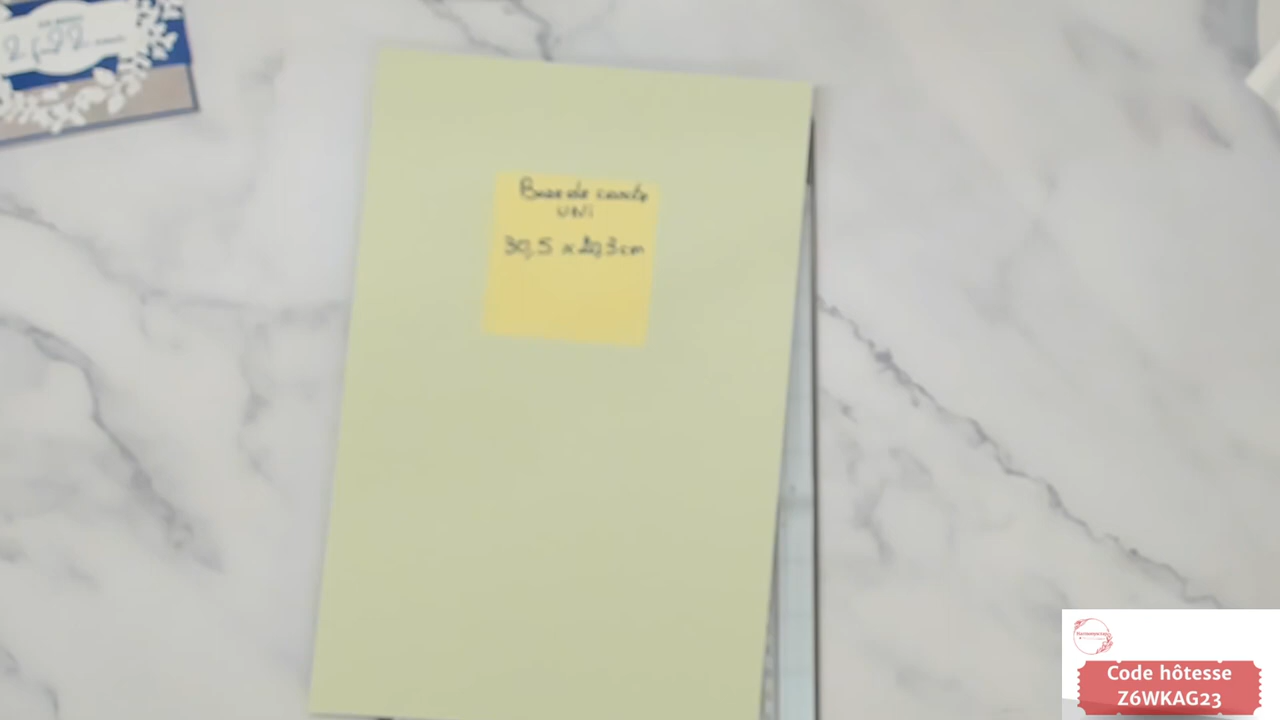 Base de carte
UNI
30,5 x 20,3 cm
Code hôtesse
Z6WKAG23